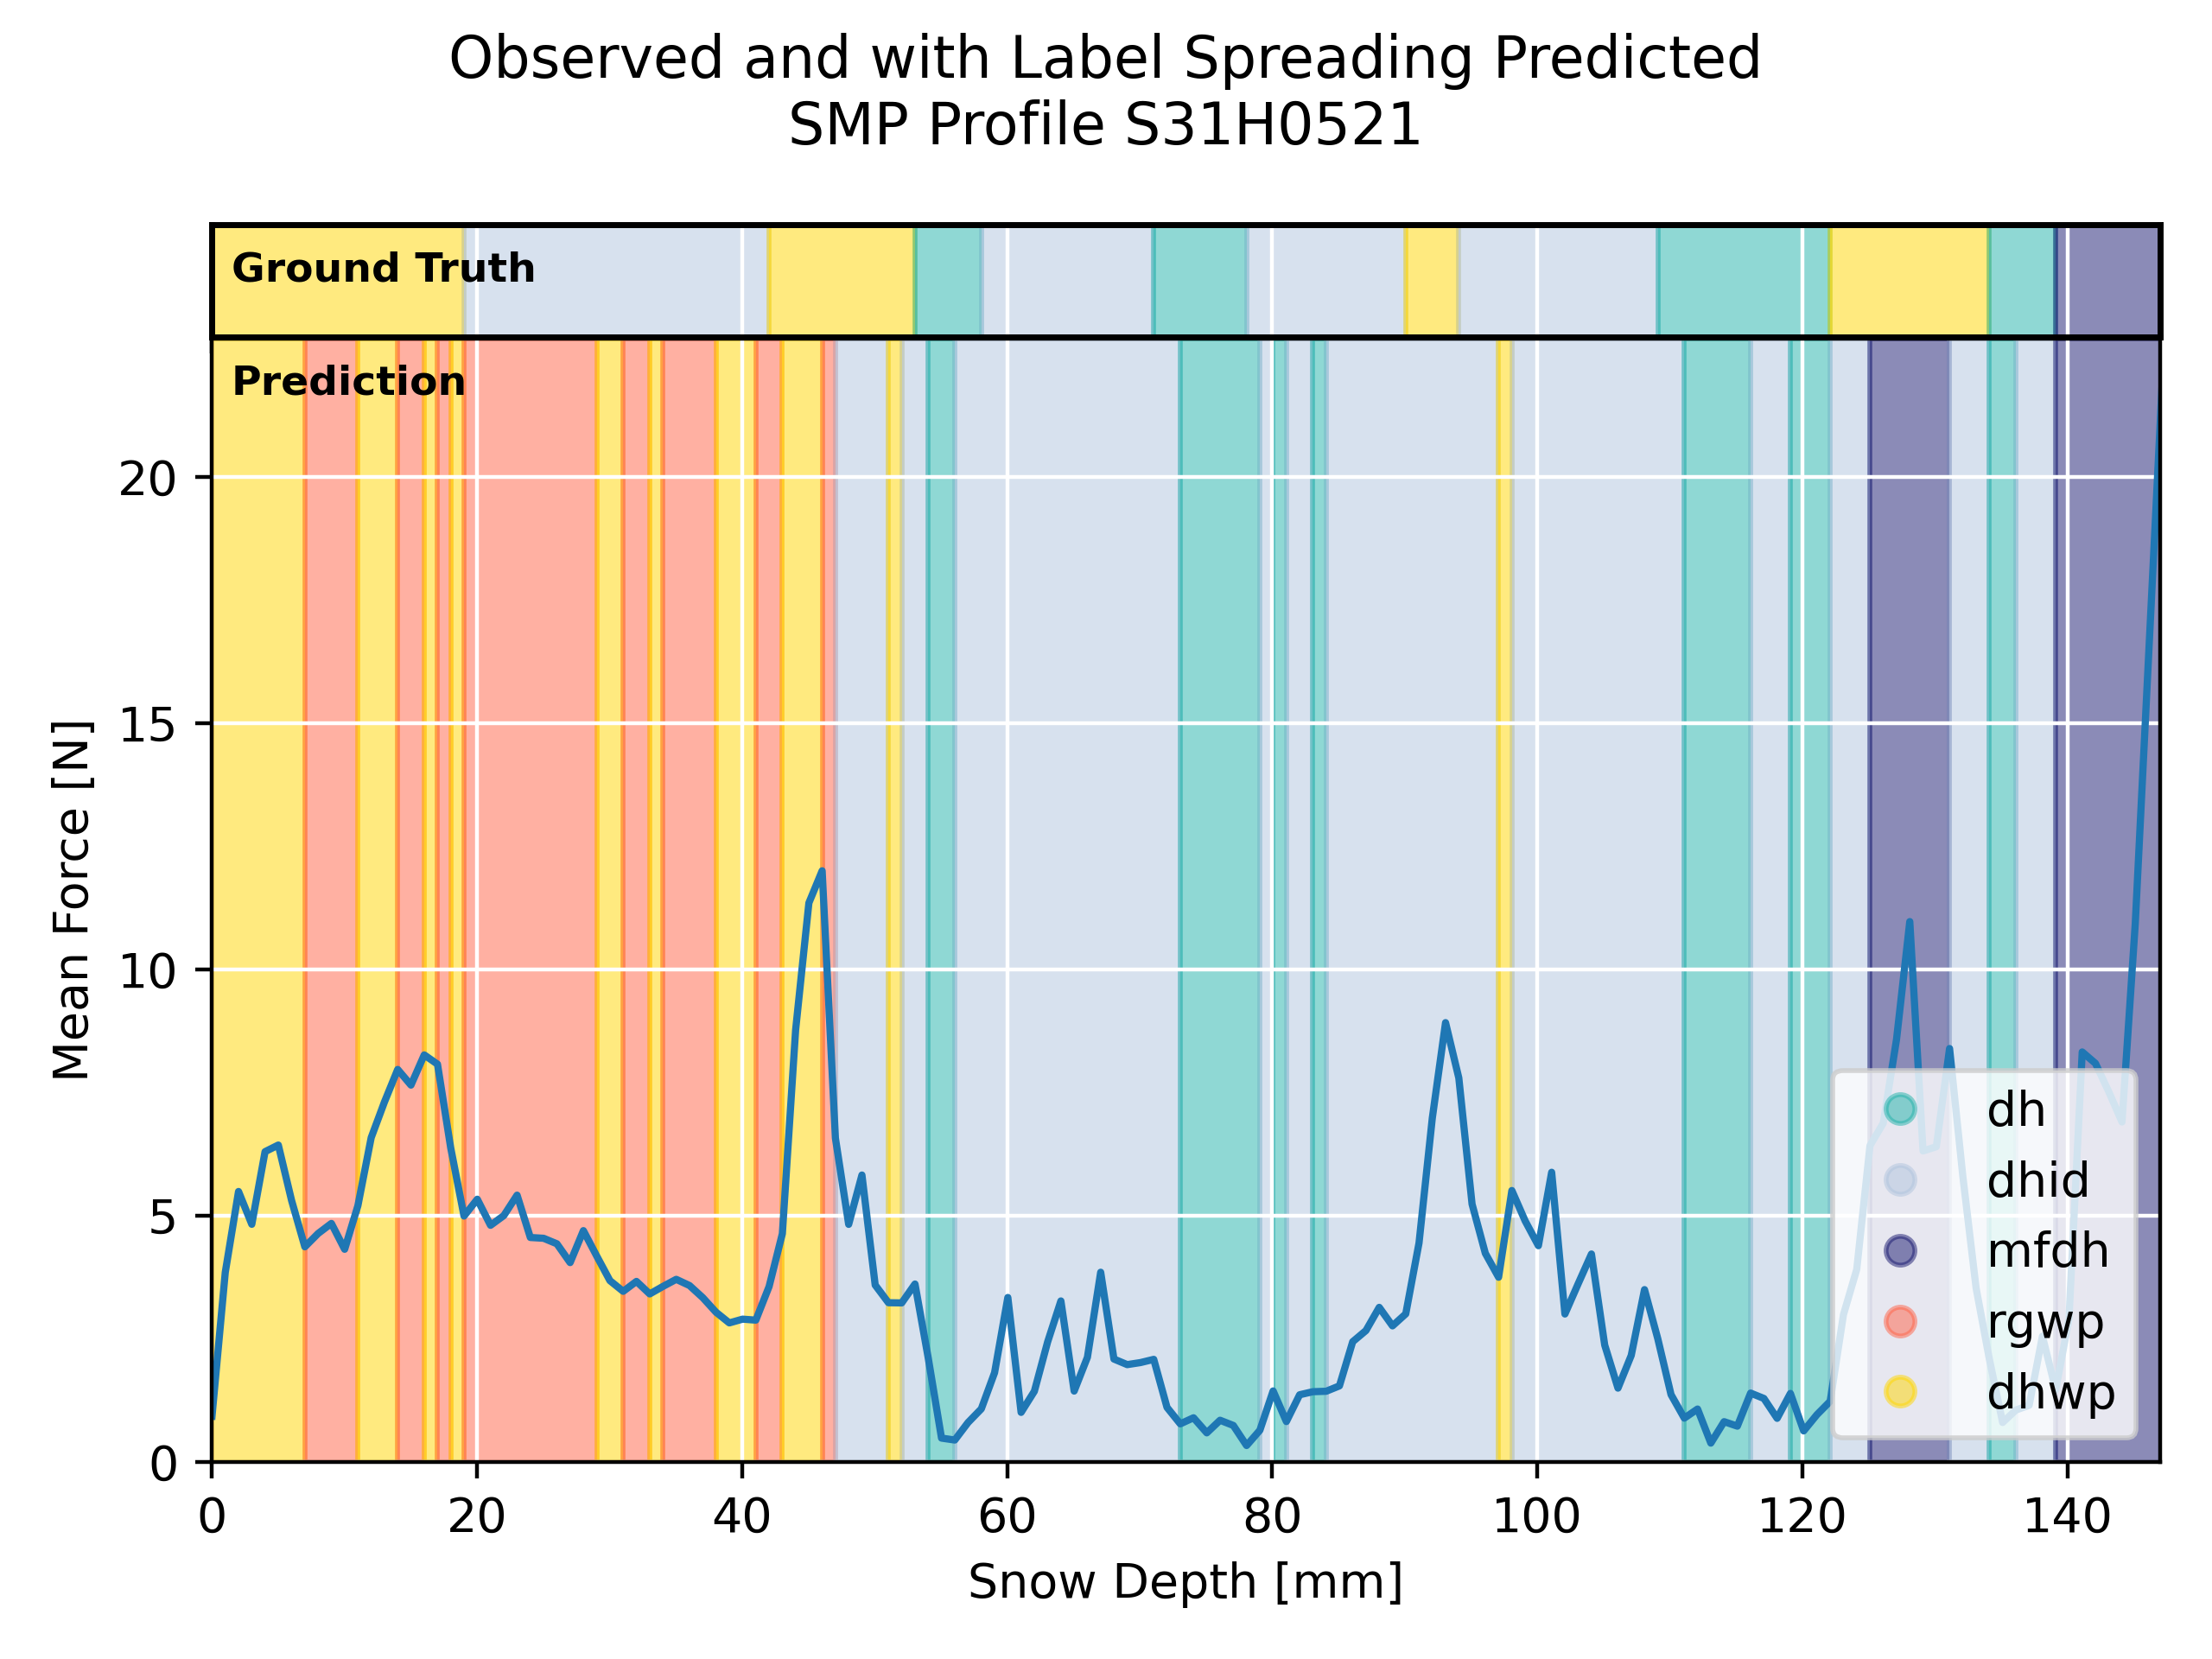 Observed and with Label Spreading Predicted
SMP Profile S31H0521
Ground Truth
Prediction
20
15
10
5
0
Mean Force [N]
dh
dhid
mfdh
rgwp
dhwp
0 20 40 60 80 100 120 140
Snow Depth [mm]